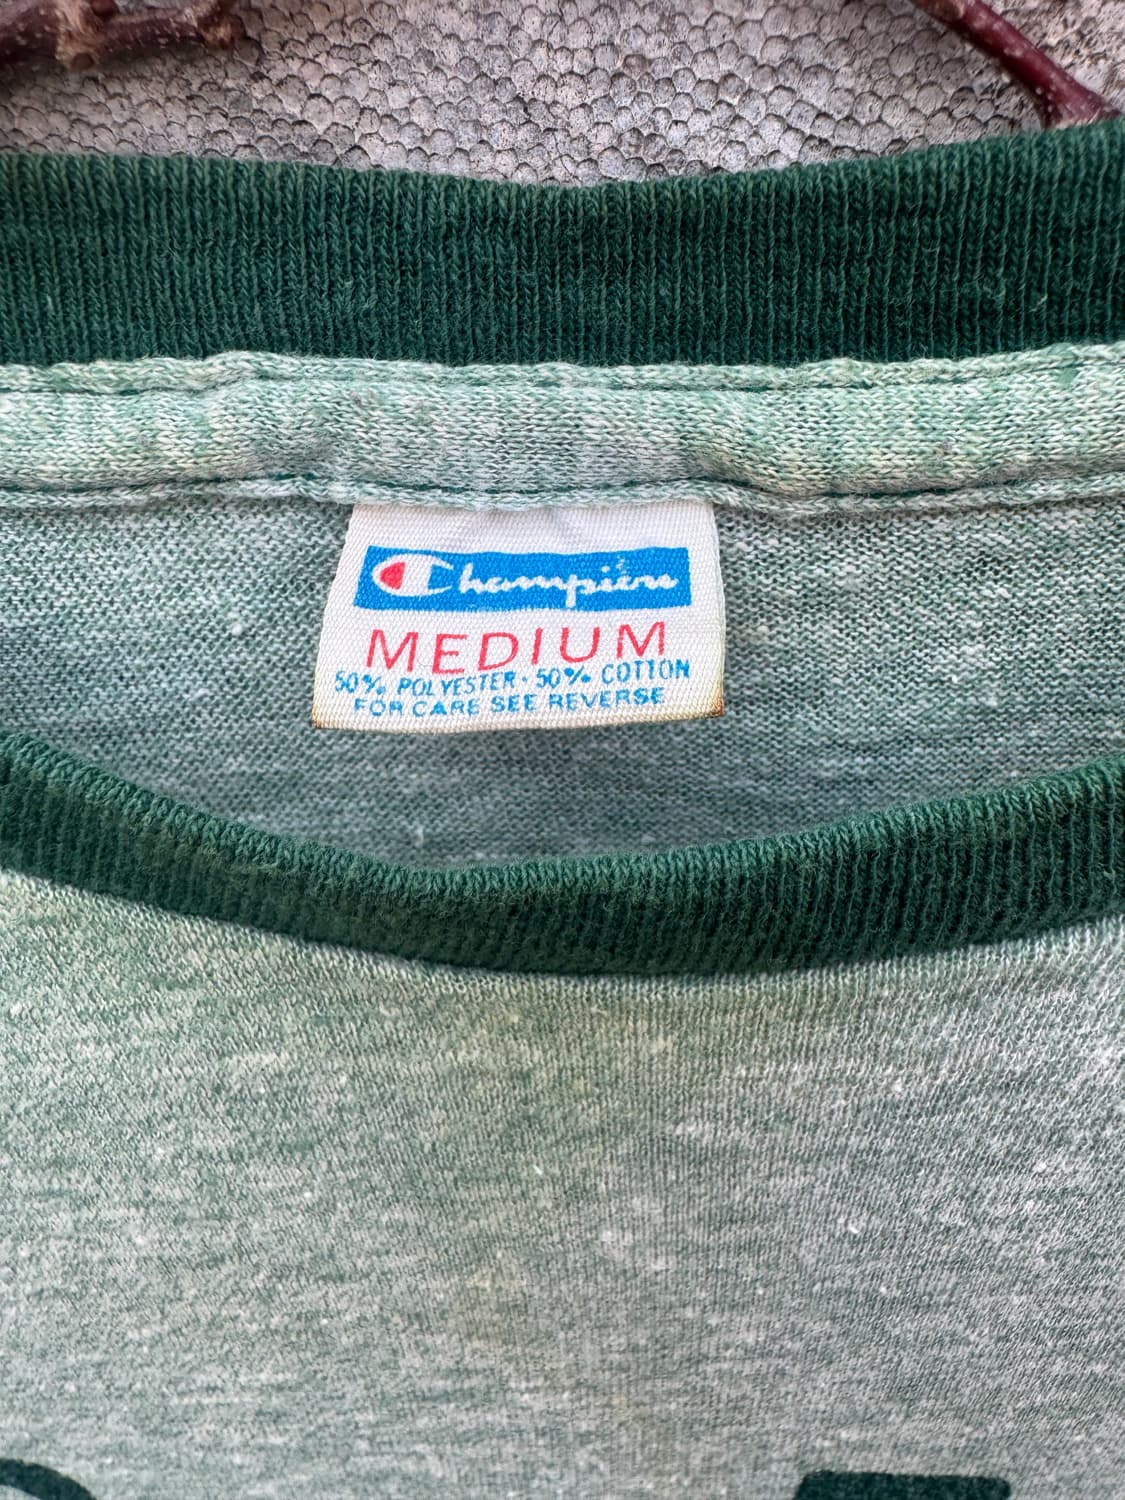 Champion
MEDIUM
50% POLYESTER · 50% COTTON
FOR CARE SEE REVERSE